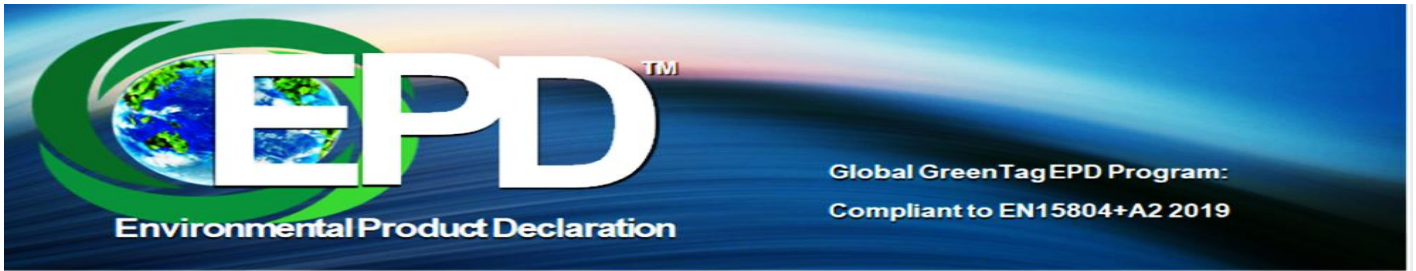 EPD™
Environmental Product Declaration
Global GreenTag EPD Program:
Compliant to EN15804+A2 2019